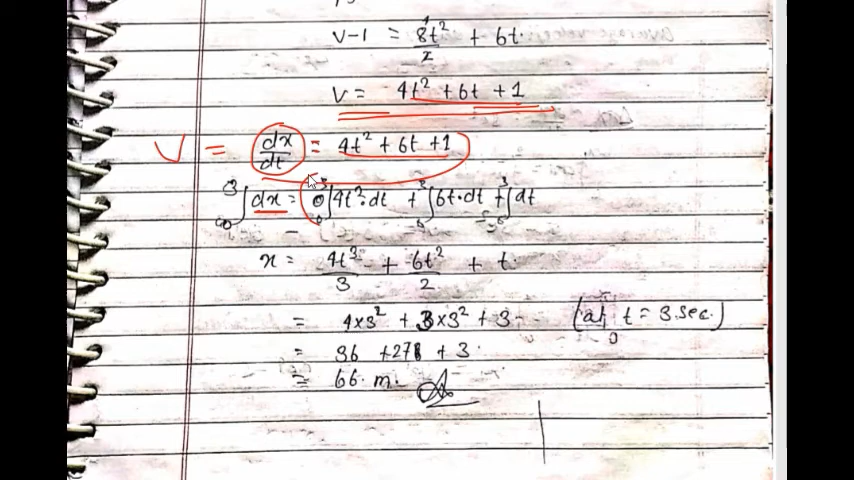 v-1 = 8t²/2 + 6t.
v = 4t² + 6t + 1
V = dx/dt = 4t² + 6t + 1
∫ dx = ∫ 4t²·dt + ∫ 6t·dt + ∫ dt
x = 4t³/3 + 6t²/2 + t.
= 4×3² + 3×3² + 3 (at t = 3 sec.)
= 36 + 27 + 3.
= 66 m.